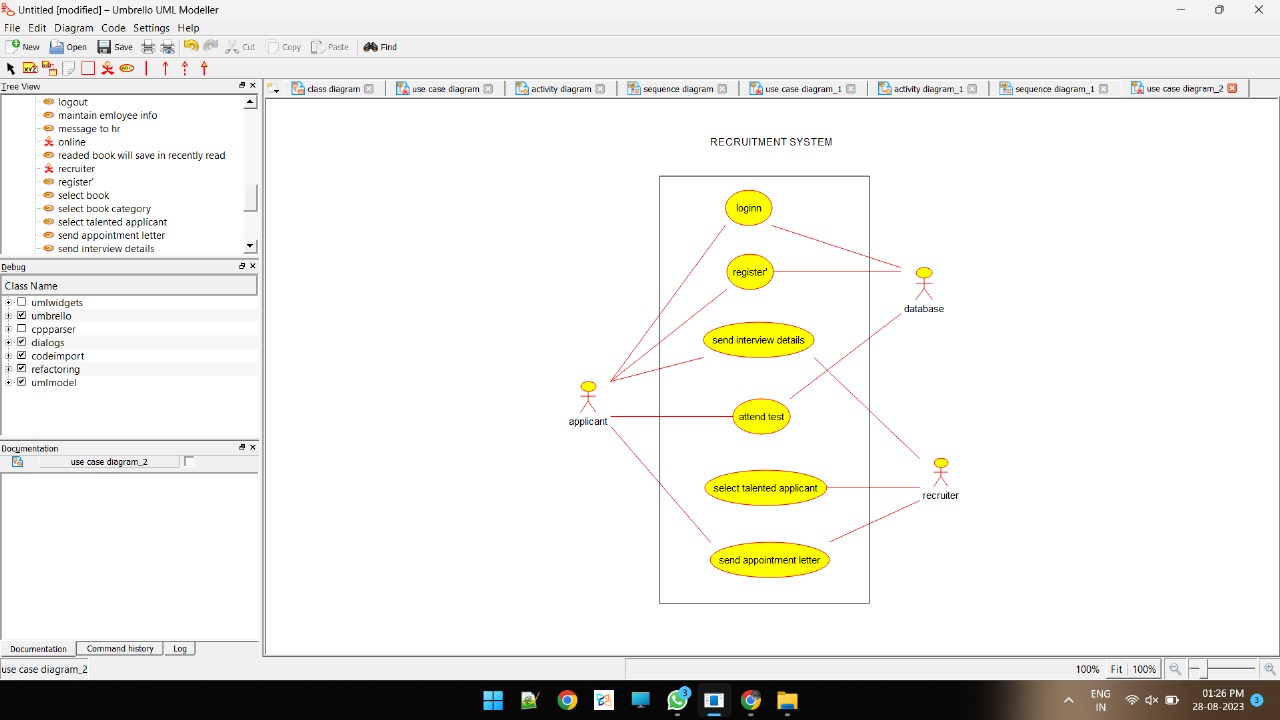 Untitled [modified] – Umbrello UML Modeller
File Edit Diagram Code Settings Help
New Open Save Cut Copy Paste Find
Tree View
class diagram use case diagram activity diagram sequence diagram use case diagram_1 activity diagram_1 sequence diagram_1 use case diagram_2
logout
maintain emloyee info
message to hr
online
readed book will save in recently read
recruiter
register'
select book
select book category
select talented applicant
send appointment letter
send interview details
Debug
Class Name
umlwidgets
umbrello
cppparser
dialogs
codeimport
refactoring
umlmodel
Documentation
use case diagram_2
Documentation Command history Log
RECRUITMENT SYSTEM
loginn
register'
database
send interview details
applicant
attend test
select talented applicant
recruiter
send appointment letter
use case diagram_2
100% Fit 100%
3
ENG
IN
01:26 PM
28-08-2023
3